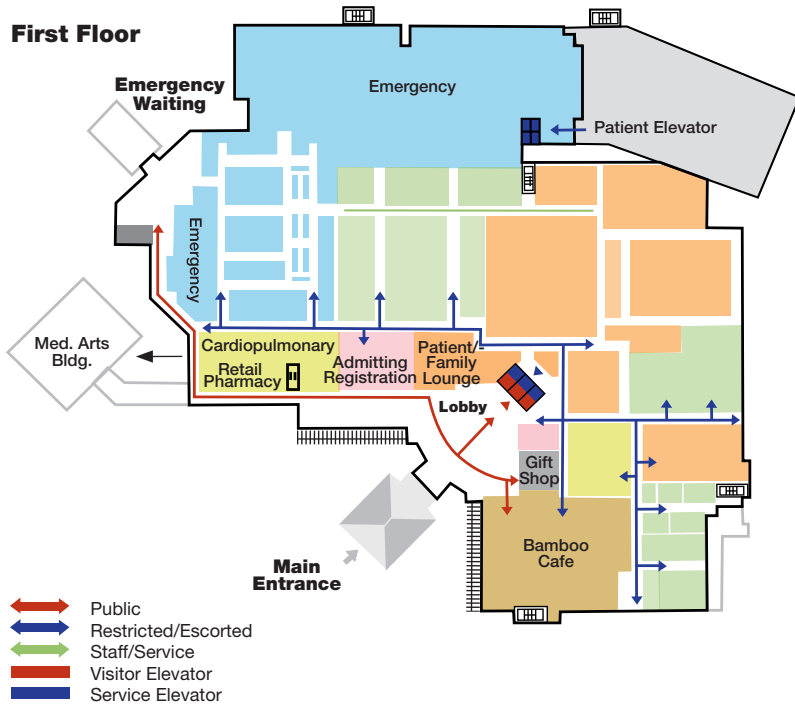 First Floor
Emergency
Waiting
Emergency
Patient Elevator
Emergency
Med. Arts
Bldg.
Cardiopulmonary
Retail
Pharmacy
Admitting
Registration
Patient/-
Family
Lounge
Lobby
Gift
Shop
Bamboo
Cafe
Main
Entrance
Public
Restricted/Escorted
Staff/Service
Visitor Elevator
Service Elevator